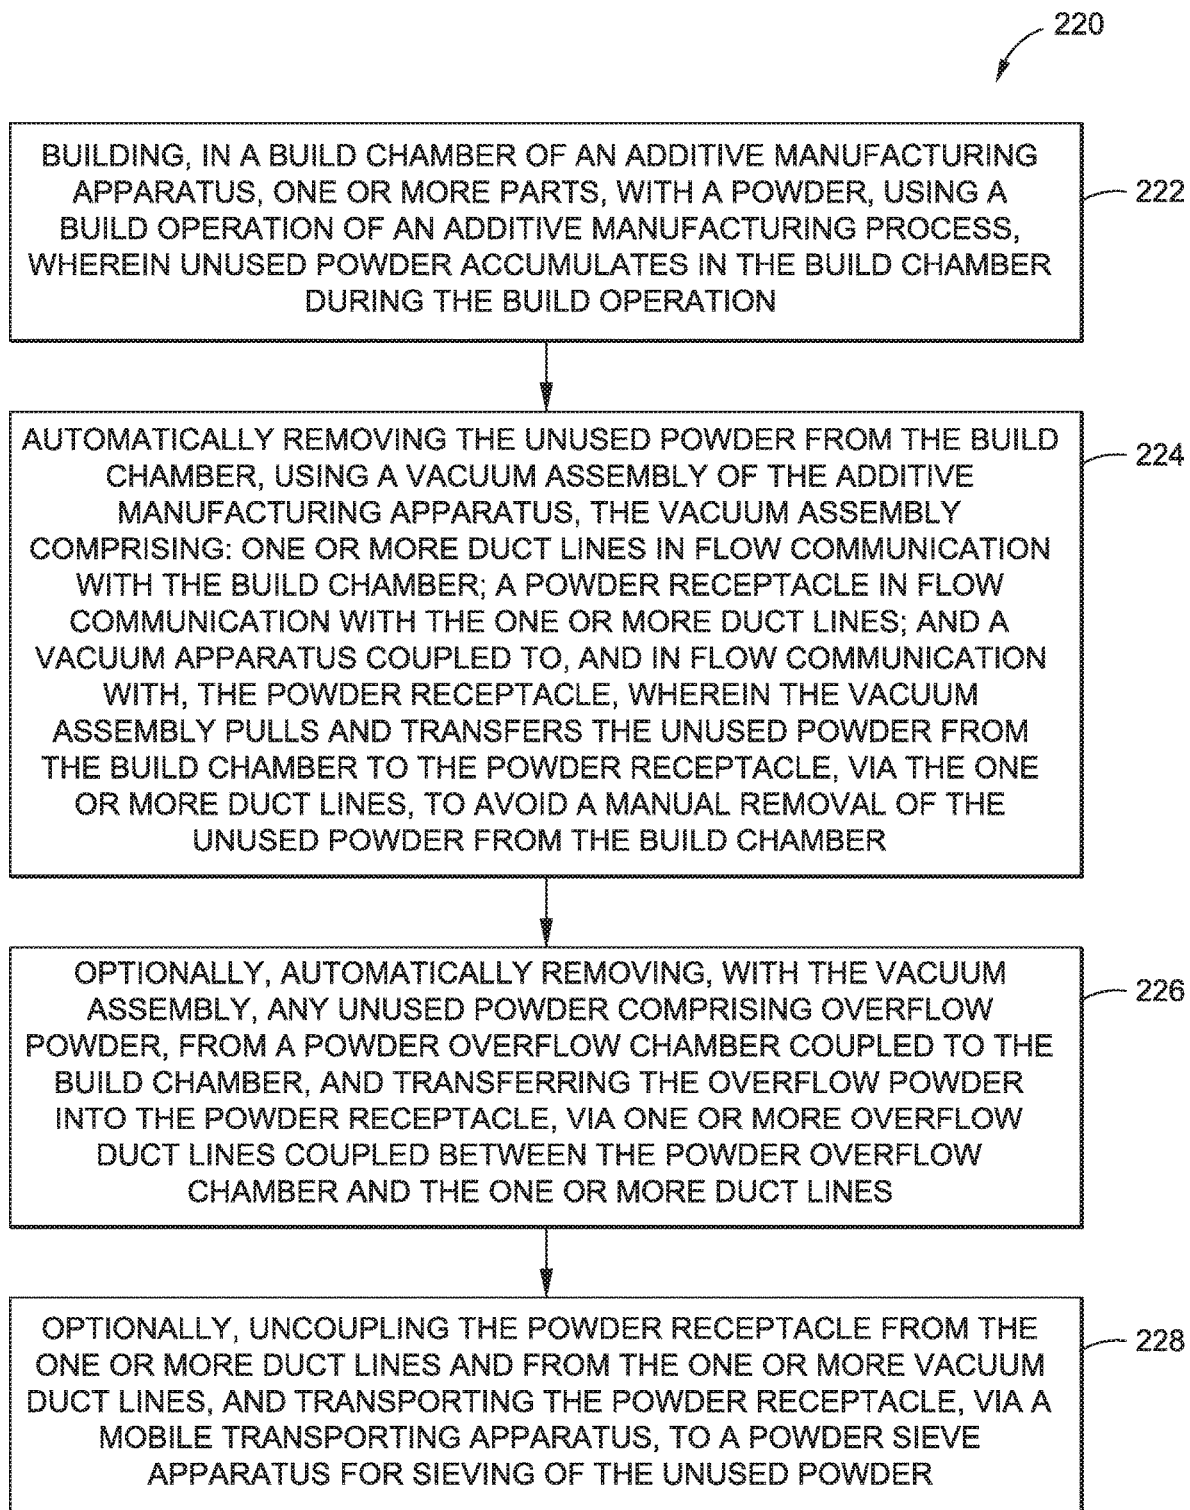 220
BUILDING, IN A BUILD CHAMBER OF AN ADDITIVE MANUFACTURING
APPARATUS, ONE OR MORE PARTS, WITH A POWDER, USING A
BUILD OPERATION OF AN ADDITIVE MANUFACTURING PROCESS,
WHEREIN UNUSED POWDER ACCUMULATES IN THE BUILD CHAMBER
DURING THE BUILD OPERATION
222
AUTOMATICALLY REMOVING THE UNUSED POWDER FROM THE BUILD
CHAMBER, USING A VACUUM ASSEMBLY OF THE ADDITIVE
MANUFACTURING APPARATUS, THE VACUUM ASSEMBLY
COMPRISING: ONE OR MORE DUCT LINES IN FLOW COMMUNICATION
WITH THE BUILD CHAMBER; A POWDER RECEPTACLE IN FLOW
COMMUNICATION WITH THE ONE OR MORE DUCT LINES; AND A
VACUUM APPARATUS COUPLED TO, AND IN FLOW COMMUNICATION
WITH, THE POWDER RECEPTACLE, WHEREIN THE VACUUM
ASSEMBLY PULLS AND TRANSFERS THE UNUSED POWDER FROM
THE BUILD CHAMBER TO THE POWDER RECEPTACLE, VIA THE ONE
OR MORE DUCT LINES, TO AVOID A MANUAL REMOVAL OF THE
UNUSED POWDER FROM THE BUILD CHAMBER
224
OPTIONALLY, AUTOMATICALLY REMOVING, WITH THE VACUUM
ASSEMBLY, ANY UNUSED POWDER COMPRISING OVERFLOW
POWDER, FROM A POWDER OVERFLOW CHAMBER COUPLED TO THE
BUILD CHAMBER, AND TRANSFERRING THE OVERFLOW POWDER
INTO THE POWDER RECEPTACLE, VIA ONE OR MORE OVERFLOW
DUCT LINES COUPLED BETWEEN THE POWDER OVERFLOW
CHAMBER AND THE ONE OR MORE DUCT LINES
226
OPTIONALLY, UNCOUPLING THE POWDER RECEPTACLE FROM THE
ONE OR MORE DUCT LINES AND FROM THE ONE OR MORE VACUUM
DUCT LINES, AND TRANSPORTING THE POWDER RECEPTACLE, VIA A
MOBILE TRANSPORTING APPARATUS, TO A POWDER SIEVE
APPARATUS FOR SIEVING OF THE UNUSED POWDER
228